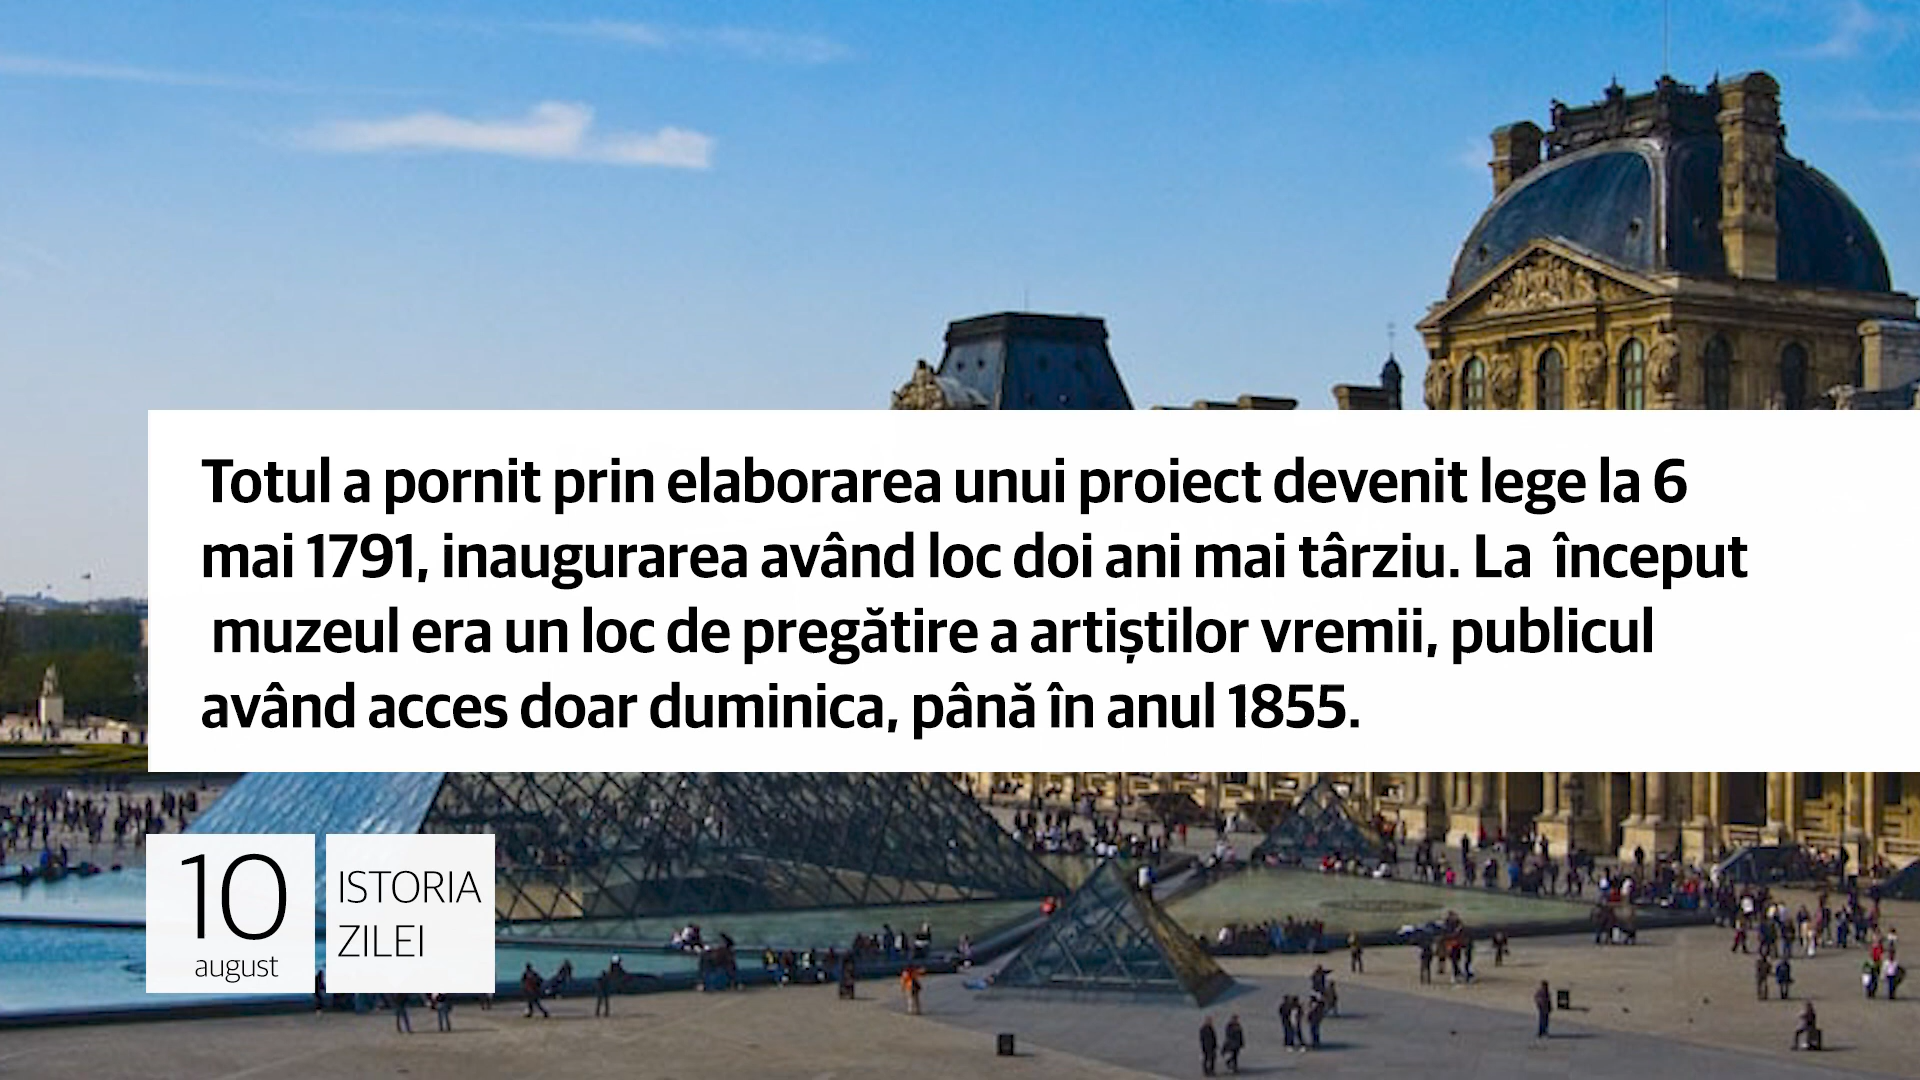 Totul a pornit prin elaborarea unui proiect devenit lege la 6
mai 1791, inaugurarea având loc doi ani mai târziu. La  început
muzeul era un loc de pregătire a artiștilor vremii, publicul
având acces doar duminica, până în anul 1855.
10
august
ISTORIA
ZILEI